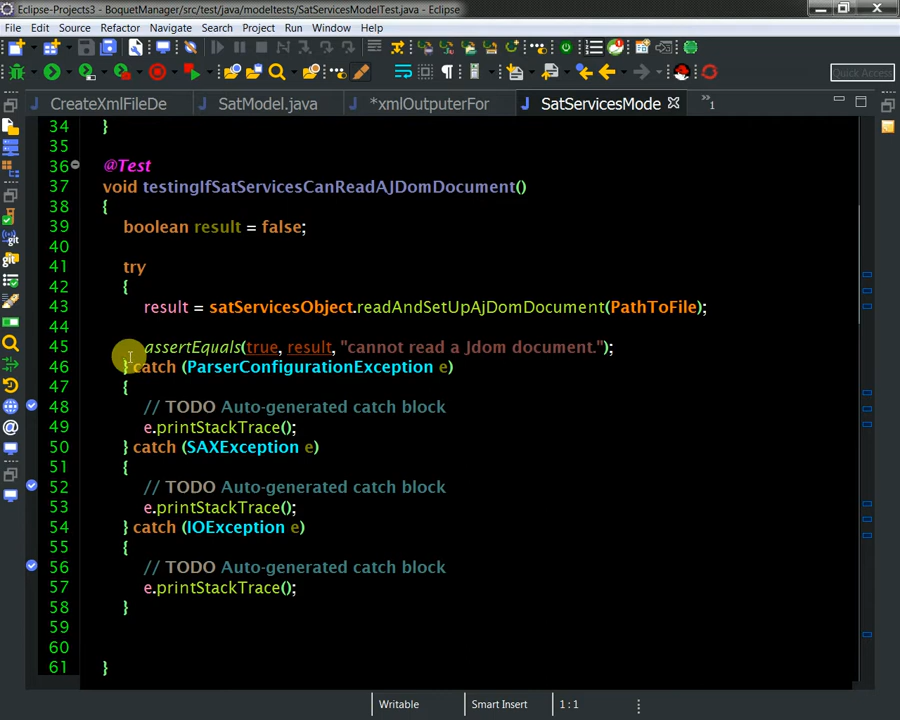 Eclipse-Projects3 - BoquetManager/src/test/java/modeltests/SatServicesModelTest.java - Eclipse
File Edit Source Refactor Navigate Search Project Run Window Help
Quick Access
CreateXmlFileDe SatModel.java *xmlOutputerFor SatServicesMode »1
34 }
35
36 @Test
37 void testingIfSatServicesCanReadAJDomDocument()
38 {
39 boolean result = false;
40
41 try
42 {
43 result = satServicesObject.readAndSetUpAjDomDocument(PathToFile);
44
45 assertEquals(true, result, "cannot read a Jdom document.");
46 } catch (ParserConfigurationException e)
47 {
48 // TODO Auto-generated catch block
49 e.printStackTrace();
50 } catch (SAXException e)
51 {
52 // TODO Auto-generated catch block
53 e.printStackTrace();
54 } catch (IOException e)
55 {
56 // TODO Auto-generated catch block
57 e.printStackTrace();
58 }
59
60
61 }
Writable Smart Insert 1 : 1